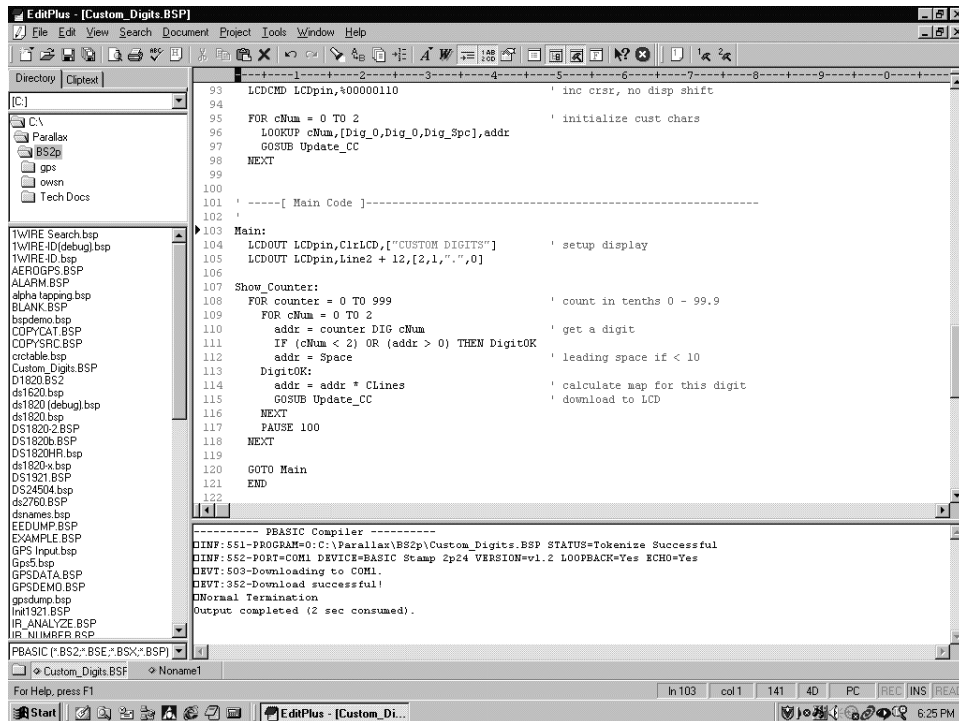 EditPlus - [Custom_Digits.BSP]
File Edit View Search Document Project Tools Window Help
Directory Cliptext
[C:]
C:\
Parallax
BS2p
gps
owsn
Tech Docs
1WIRE Search.bsp
1WIRE-ID(debug).bsp
1WIRE-ID.bsp
AEROGPS.BSP
ALARM.BSP
alpha tapping.bsp
BLANK.BSP
bspdemo.bsp
COPYCAT.BSP
COPYSRC.BSP
crctable.bsp
Custom_Digits.BSP
D1820.BS2
ds1620.bsp
ds1820 (debug).bsp
ds1820.bsp
DS1820-2.BSP
DS1820b.BSP
DS1820HR.BSP
ds1820-x.bsp
DS1921.BSP
DS24504.bsp
ds2760.BSP
dsnames.bsp
EEDUMP.BSP
EXAMPLE.BSP
GPS Input.bsp
Gps5.bsp
GPSDATA.BSP
GPSDEMO.BSP
gpsdump.bsp
Init1921.BSP
IR_ANALYZE.BSP
IR_NUMBER.BSP
PBASIC (*.BS2;*.BSE;*.BSX;*.BSP)
----+----1----+----2----+----3----+----4----+----5----+----6----+----7----+----8----+----9----+----0----+----
93 LCDCMD LCDpin,%00000110 ' inc crsr, no disp shift
94
95 FOR cNum = 0 TO 2 ' initialize cust chars
96 LOOKUP cNum,[Dig_0,Dig_0,Dig_Spc],addr
97 GOSUB Update_CC
98 NEXT
99
100
101 ' -----[ Main Code ]------------------------------------------------------------
102 '
103 Main:
104 LCDOUT LCDpin,ClrLCD,["CUSTOM DIGITS"] ' setup display
105 LCDOUT LCDpin,Line2 + 12,[2,1,".",0]
106
107 Show_Counter:
108 FOR counter = 0 TO 999 ' count in tenths 0 - 99.9
109 FOR cNum = 0 TO 2
110 addr = counter DIG cNum ' get a digit
111 IF (cNum < 2) OR (addr > 0) THEN DigitOK
112 addr = Space ' leading space if < 10
113 DigitOK:
114 addr = addr * CLines ' calculate map for this digit
115 GOSUB Update_CC ' download to LCD
116 NEXT
117 PAUSE 100
118 NEXT
119
120 GOTO Main
121 END
122
---------- PBASIC Compiler ----------
INF:551-PROGRAM=0:C:\Parallax\BS2p\Custom_Digits.BSP STATUS=Tokenize Successful
INF:552-PORT=COM1 DEVICE=BASIC Stamp 2p24 VERSION=v1.2 LOOPBACK=Yes ECHO=Yes
EVT:503-Downloading to COM1.
EVT:352-Download successful!
Normal Termination
Output completed (2 sec consumed).
Custom_Digits.BSP Noname1
For Help, press F1 ln 103 col 1 141 4D PC REC INS READ
Start EditPlus - [Custom_Di... 6:25 PM